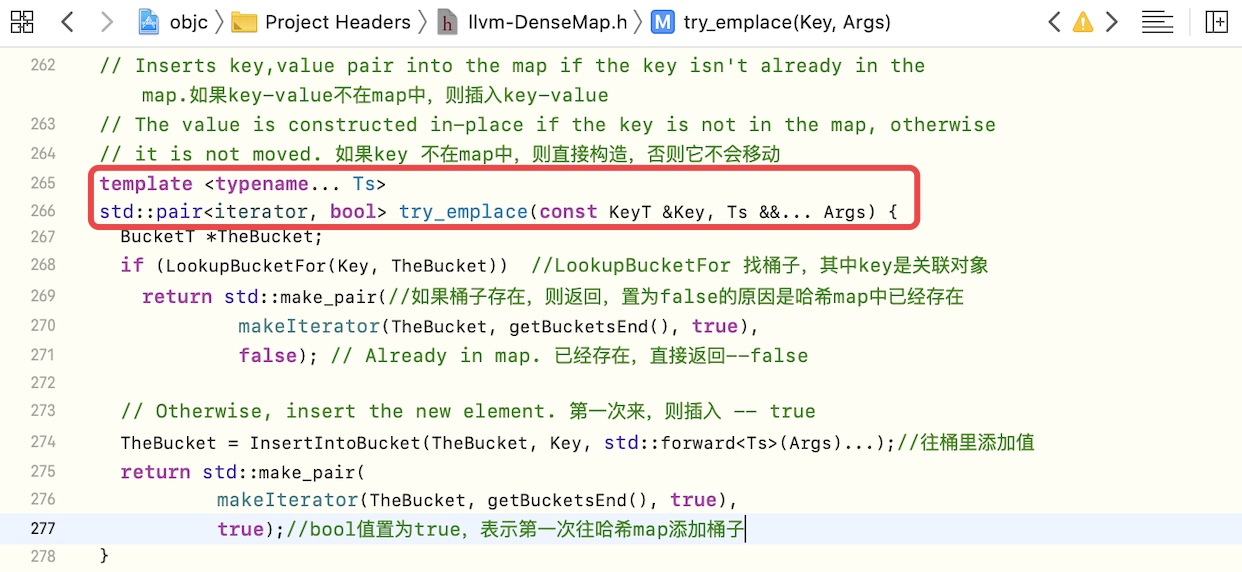 objc 〉 Project Headers 〉 h llvm-DenseMap.h 〉 M try_emplace(Key, Args)
262 // Inserts key,value pair into the map if the key isn't already in the
map.如果key-value不在map中，则插入key-value
263 // The value is constructed in-place if the key is not in the map, otherwise
264 // it is not moved. 如果key 不在map中，则直接构造，否则它不会移动
265 template <typename... Ts>
266 std::pair<iterator, bool> try_emplace(const KeyT &Key, Ts &&... Args) {
267 BucketT *TheBucket;
268 if (LookupBucketFor(Key, TheBucket)) //LookupBucketFor 找桶子，其中key是关联对象
269 return std::make_pair(//如果桶子存在，则返回，置为false的原因是哈希map中已经存在
270 makeIterator(TheBucket, getBucketsEnd(), true),
271 false); // Already in map. 已经存在，直接返回--false
272
273 // Otherwise, insert the new element. 第一次来，则插入 -- true
274 TheBucket = InsertIntoBucket(TheBucket, Key, std::forward<Ts>(Args)...);//往桶里添加值
275 return std::make_pair(
276 makeIterator(TheBucket, getBucketsEnd(), true),
277 true);//bool值置为true，表示第一次往哈希map添加桶子
278 }